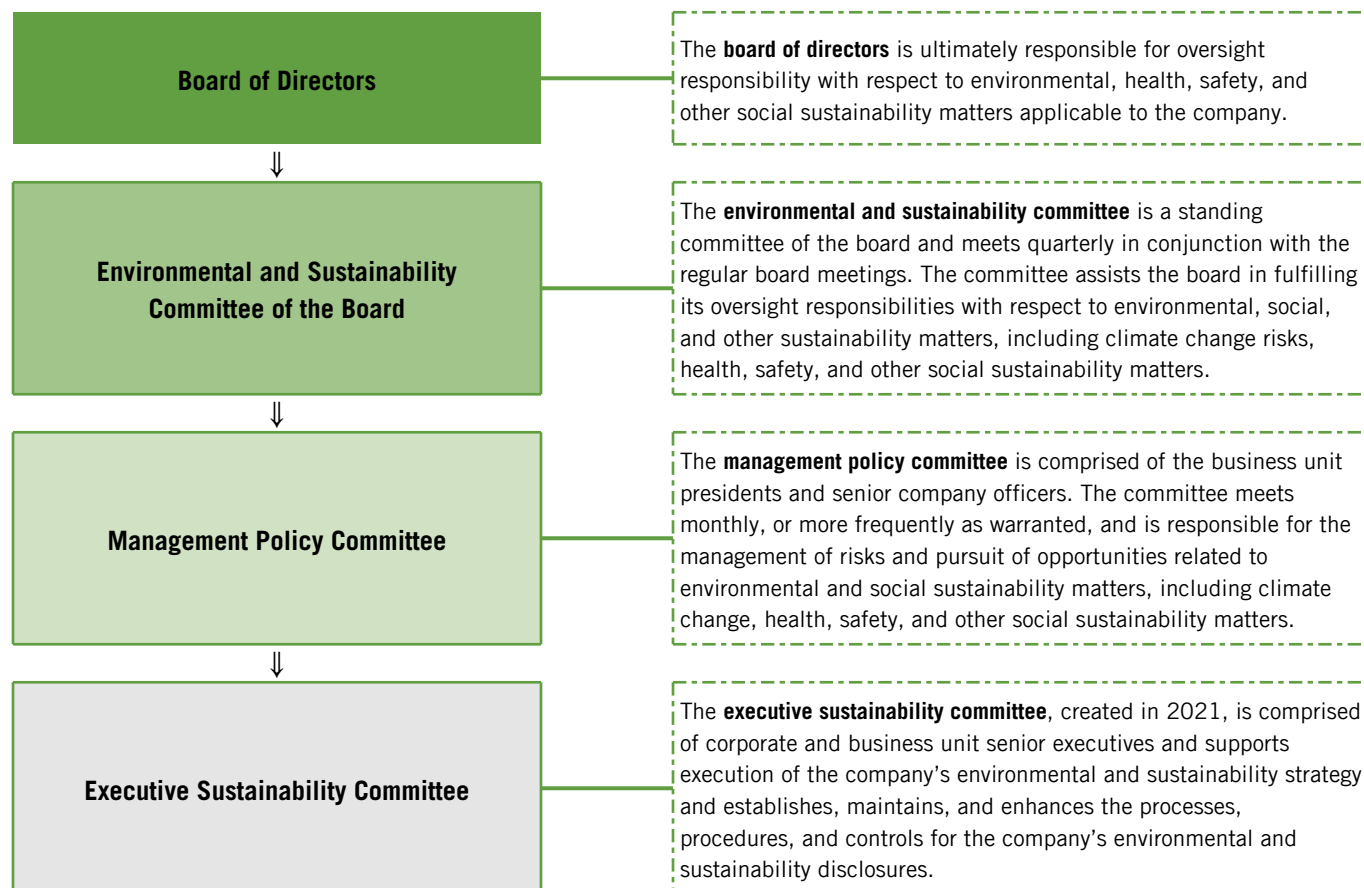 Board of Directors
The board of directors is ultimately responsible for oversight
responsibility with respect to environmental, health, safety, and
other social sustainability matters applicable to the company.
⇓
Environmental and Sustainability
Committee of the Board
The environmental and sustainability committee is a standing
committee of the board and meets quarterly in conjunction with the
regular board meetings. The committee assists the board in fulfilling
its oversight responsibilities with respect to environmental, social,
and other sustainability matters, including climate change risks,
health, safety, and other social sustainability matters.
⇓
Management Policy Committee
The management policy committee is comprised of the business unit
presidents and senior company officers. The committee meets
monthly, or more frequently as warranted, and is responsible for the
management of risks and pursuit of opportunities related to
environmental and social sustainability matters, including climate
change, health, safety, and other social sustainability matters.
⇓
Executive Sustainability Committee
The executive sustainability committee, created in 2021, is comprised
of corporate and business unit senior executives and supports
execution of the company’s environmental and sustainability strategy
and establishes, maintains, and enhances the processes,
procedures, and controls for the company’s environmental and
sustainability disclosures.